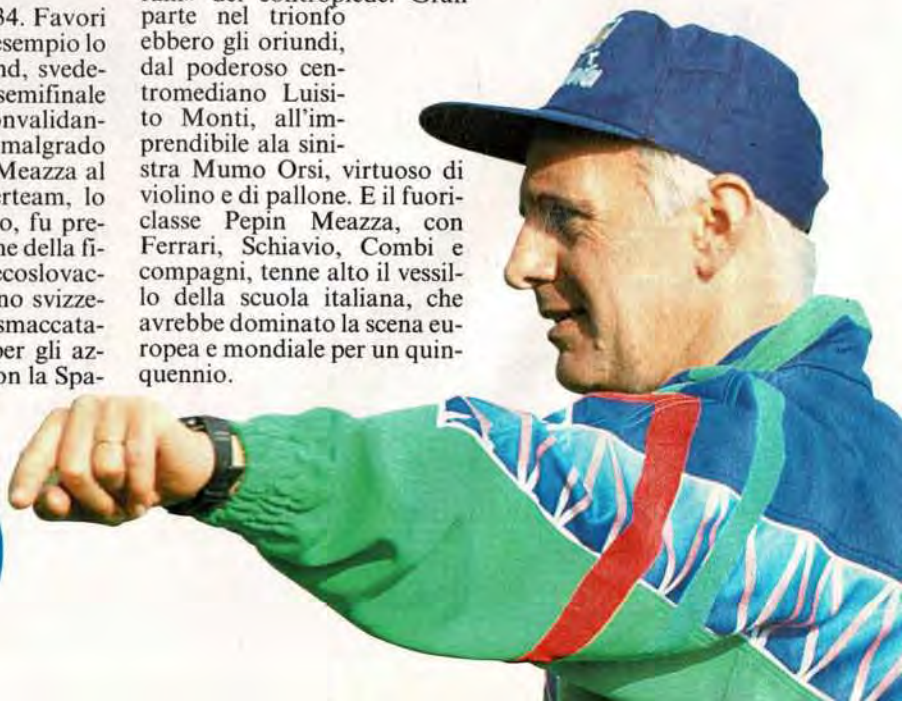 34. Favori
esempio lo
nd, svede-
semifinale
onvalidan-
malgrado
Meazza al
erteam, lo
o, fu pre-
ne della fi-
ecoslovac-
no svizze-
smaccata-
per gli az-
on la Spa-
parte nel trionfo
ebbero gli oriundi,
dal poderoso cen-
tromediano Luisi-
to Monti, all'im-
prendibile ala sini-
stra Mumo Orsi, virtuoso di
violino e di pallone. E il fuori-
classe Pepin Meazza, con
Ferrari, Schiavio, Combi e
compagni, tenne alto il vessil-
lo della scuola italiana, che
avrebbe dominato la scena eu-
ropea e mondiale per un quin-
quennio.